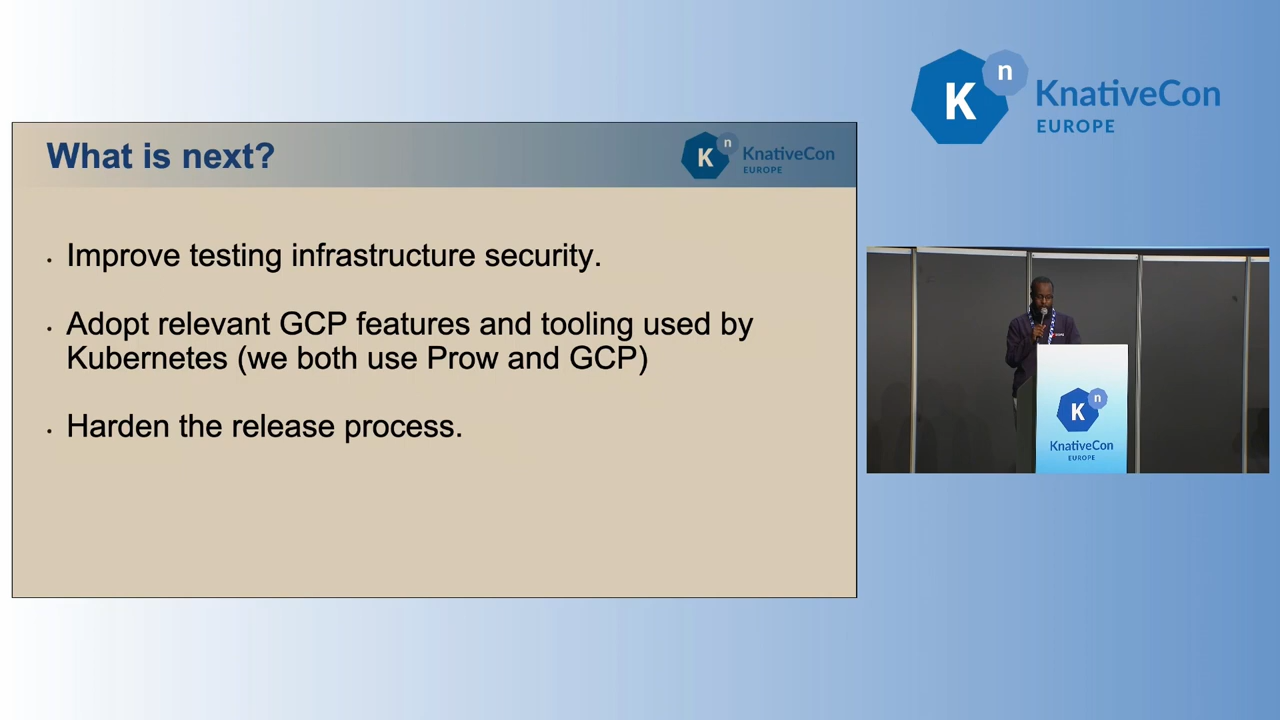 K
n
KnativeCon
EUROPE
What is next?
K
n
KnativeCon
EUROPE
• Improve testing infrastructure security.
• Adopt relevant GCP features and tooling used by
Kubernetes (we both use Prow and GCP)
• Harden the release process.
K
n
KnativeCon
EUROPE